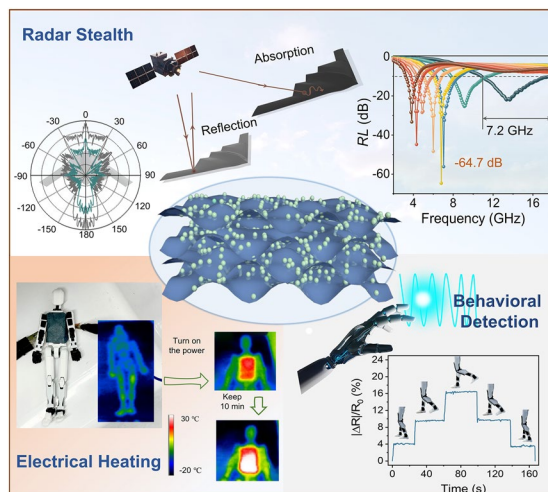 Radar Stealth
Absorption
Reflection
0
-30
30
-60
60
-90
90
-120
120
-150
150
180
0
-20
-40
-60
RL (dB)
7.2 GHz
-64.7 dB
4
8
12
16
Frequency (GHz)
Turn on
the power
Keep
10 min
30 ℃
-20 ℃
Electrical Heating
Behavioral
Detection
24
20
16
12
8
4
0
|ΔR|/R₀ (%)
0
40
80
120
160
Time (s)